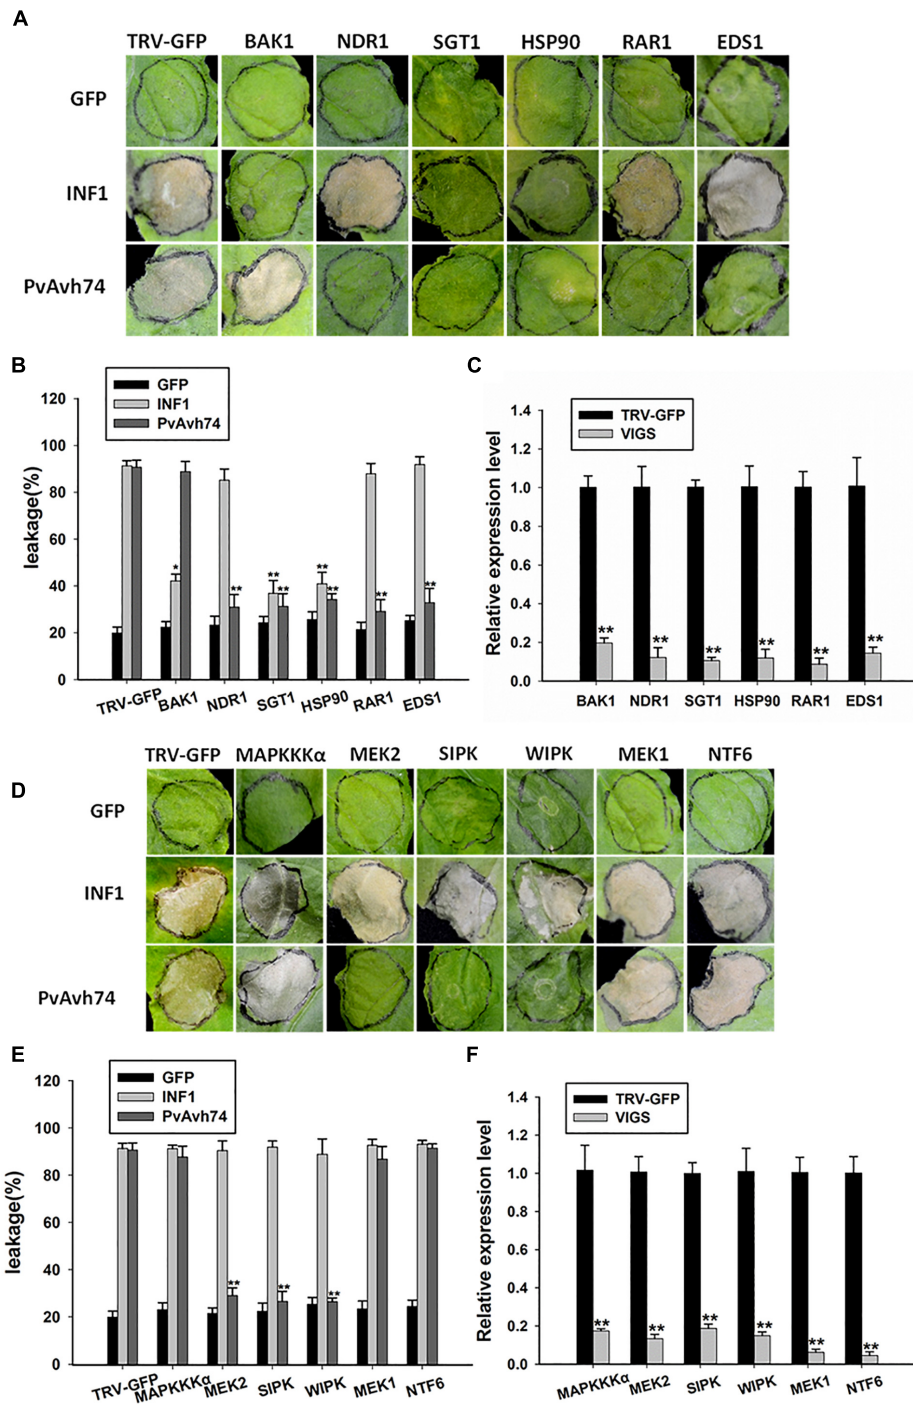 A
TRV-GFP BAK1 NDR1 SGT1 HSP90 RAR1 EDS1
GFP
INF1
PvAvh74
B
GFP
INF1
PvAvh74
120
100
80
60
40
20
0
leakage(%)
* ** ** ** ** ** ** **
TRV-GFP BAK1 NDR1 SGT1 HSP90 RAR1 EDS1
C
TRV-GFP
VIGS
1.4
1.2
1.0
0.8
0.6
0.4
0.2
0.0
Relative expression level
** ** ** ** ** **
BAK1 NDR1 SGT1 HSP90 RAR1 EDS1
D
TRV-GFP MAPKKKα MEK2 SIPK WIPK MEK1 NTF6
GFP
INF1
PvAvh74
E
GFP
INF1
PvAvh74
120
100
80
60
40
20
0
leakage(%)
** ** **
TRV-GFP MAPKKKα MEK2 SIPK WIPK MEK1 NTF6
F
TRV-GFP
VIGS
1.4
1.2
1.0
0.8
0.6
0.4
0.2
0.0
Relative expression level
** ** ** ** ** **
MAPKKKα MEK2 SIPK WIPK MEK1 NTF6